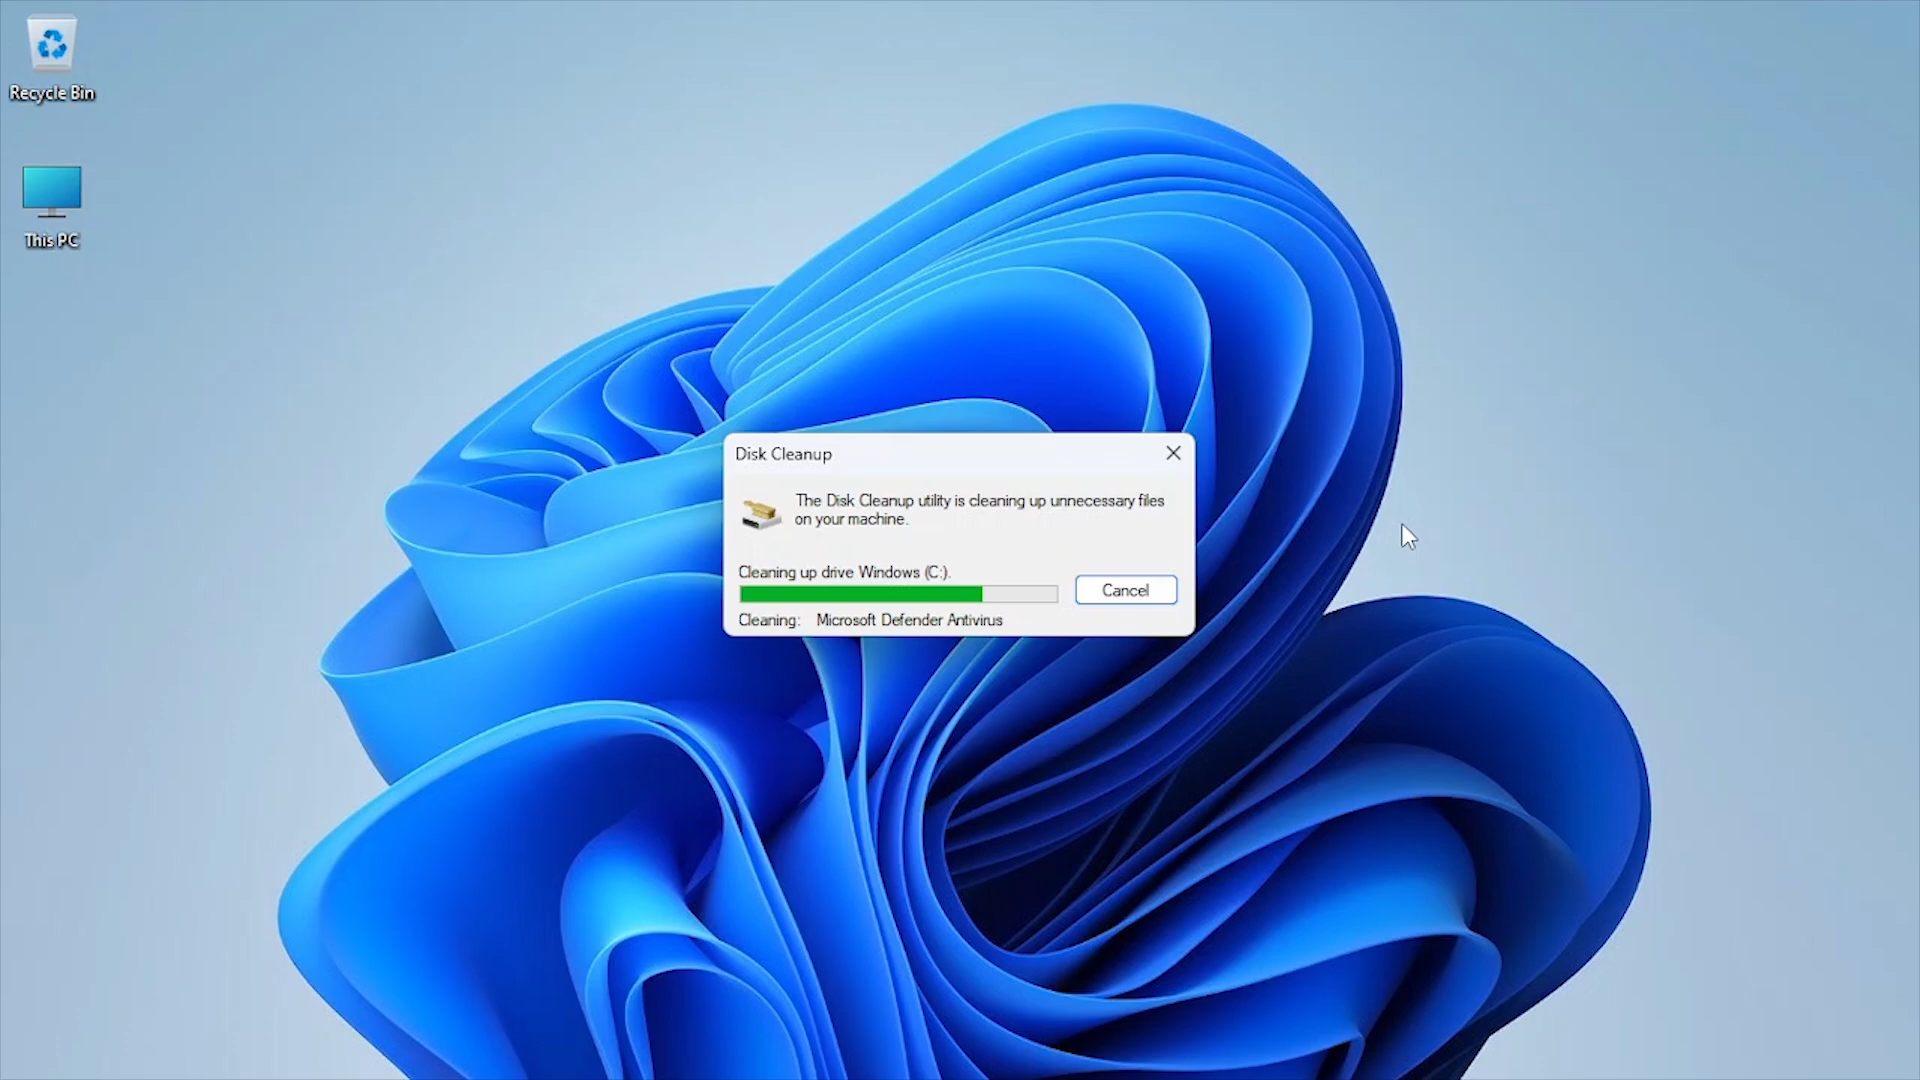 Recycle Bin
This PC
Disk Cleanup
The Disk Cleanup utility is cleaning up unnecessary files
on your machine.
Cleaning up drive Windows (C:).
Cancel
Cleaning: Microsoft Defender Antivirus